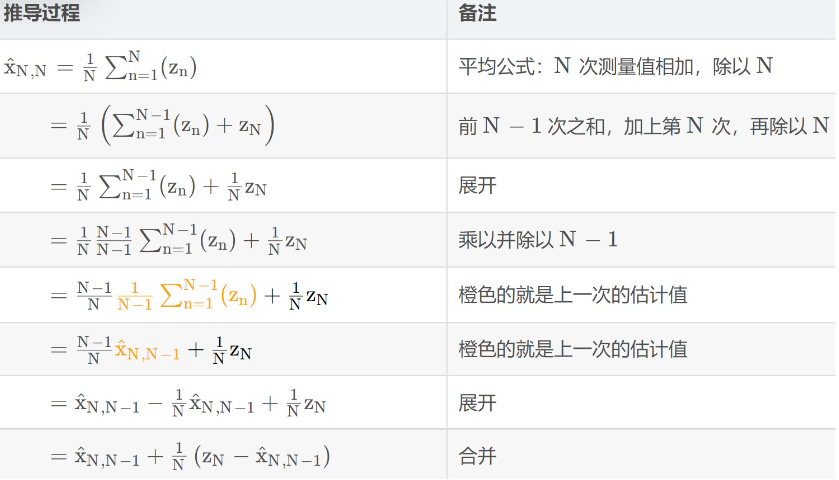 推导过程 备注
x̂_{N,N} = \frac{1}{N} \sum_{n=1}^{N}(z_n) 平均公式：N 次测量值相加，除以 N
= \frac{1}{N} \left( \sum_{n=1}^{N-1}(z_n) + z_N \right) 前 N − 1 次之和，加上第 N 次，再除以 N
= \frac{1}{N} \sum_{n=1}^{N-1}(z_n) + \frac{1}{N} z_N 展开
= \frac{1}{N} \frac{N-1}{N-1} \sum_{n=1}^{N-1}(z_n) + \frac{1}{N} z_N 乘以并除以 N − 1
= \frac{N-1}{N} \frac{1}{N-1} \sum_{n=1}^{N-1}(z_n) + \frac{1}{N} z_N 橙色的就是上一次的估计值
= \frac{N-1}{N} x̂_{N,N-1} + \frac{1}{N} z_N 橙色的就是上一次的估计值
= x̂_{N,N-1} − \frac{1}{N} x̂_{N,N-1} + \frac{1}{N} z_N 展开
= x̂_{N,N-1} + \frac{1}{N} (z_N − x̂_{N,N-1}) 合并